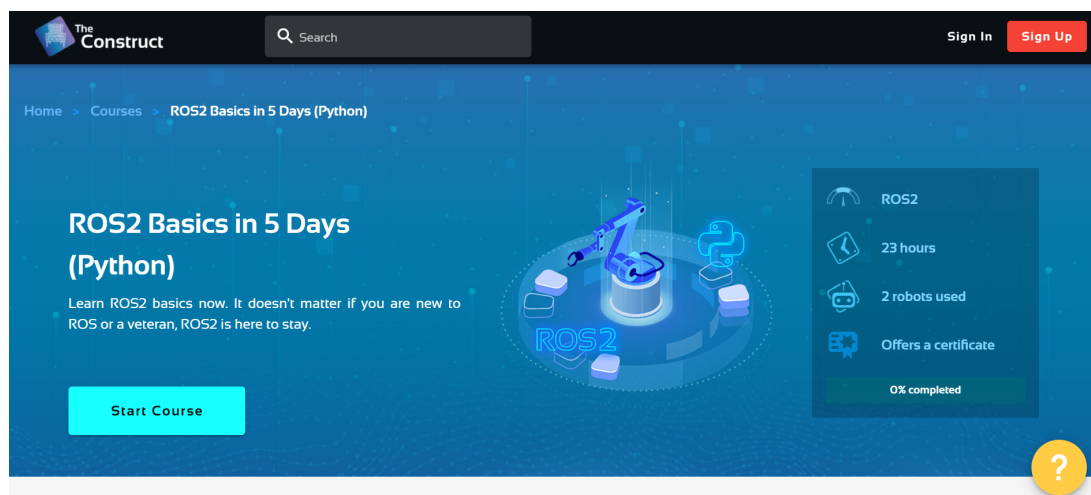 The
Construct
Search
Sign In
Sign Up
Home > Courses > ROS2 Basics in 5 Days (Python)
ROS2 Basics in 5 Days
(Python)
Learn ROS2 basics now. It doesn't matter if you are new to
ROS or a veteran, ROS2 is here to stay.
Start Course
ROS2
ROS2
23 hours
2 robots used
Offers a certificate
0% completed
?